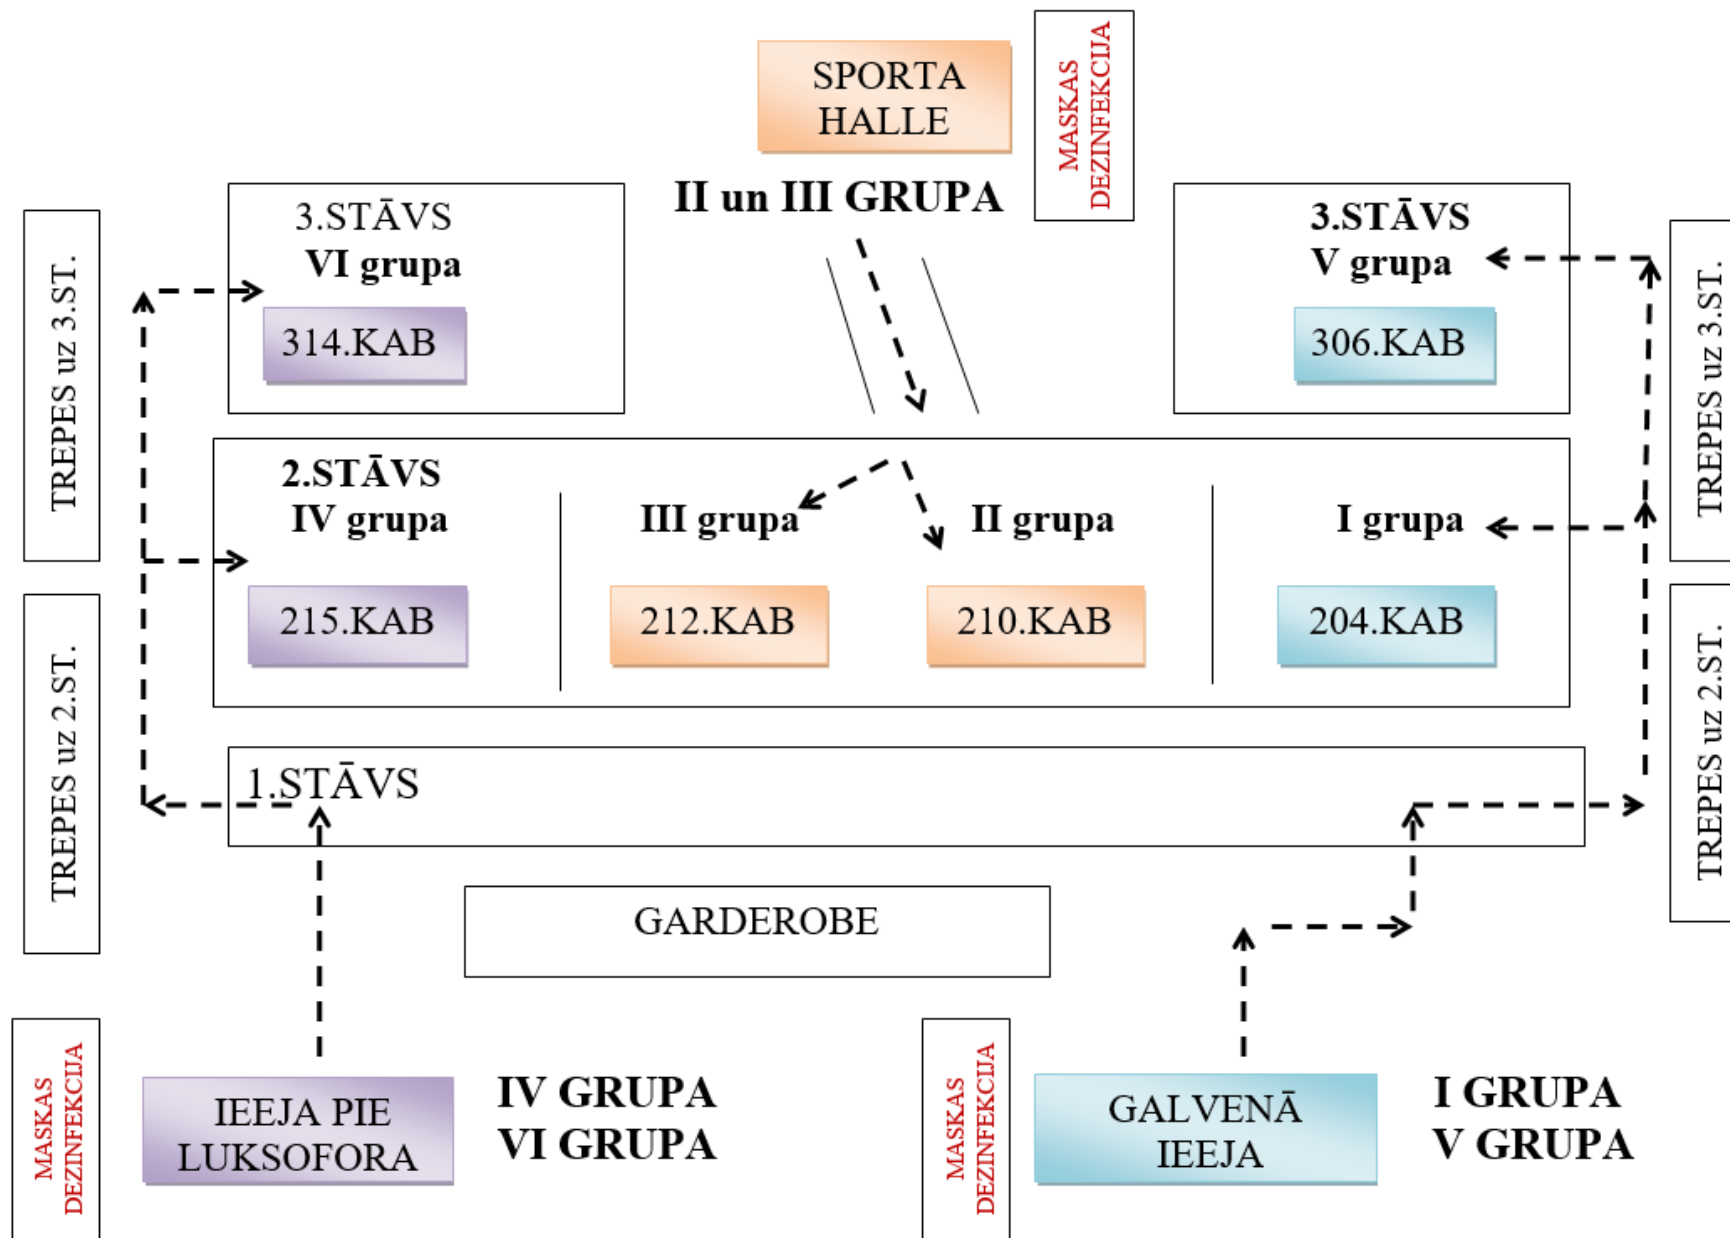 SPORTA
HALLE
MASKAS
DEZINFEKCIJA
II un III GRUPA
TREPES uz 3.ST.
3.STĀVS
VI grupa
314.KAB
3.STĀVS
V grupa
306.KAB
TREPES uz 3.ST.
2.STĀVS
IV grupa
III grupa
II grupa
I grupa
215.KAB
212.KAB
210.KAB
204.KAB
TREPES uz 2.ST.
1.STĀVS
TREPES uz 2.ST.
GARDEROBE
MASKAS
DEZINFEKCIJA
IEEJA PIE
LUKSOFORA
IV GRUPA
VI GRUPA
MASKAS
DEZINFEKCIJA
GALVENĀ
IEEJA
I GRUPA
V GRUPA